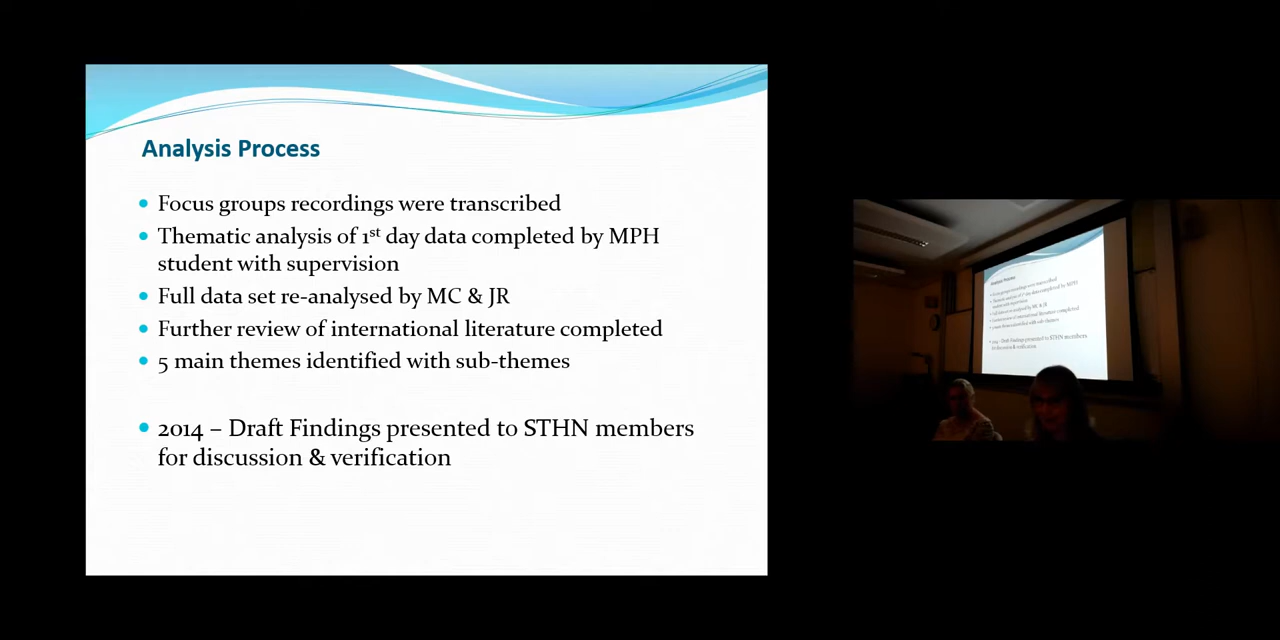 Analysis Process
Focus groups recordings were transcribed
Thematic analysis of 1st day data completed by MPH
student with supervision
Full data set re-analysed by MC & JR
Further review of international literature completed
5 main themes identified with sub-themes
2014 – Draft Findings presented to STHN members
for discussion & verification